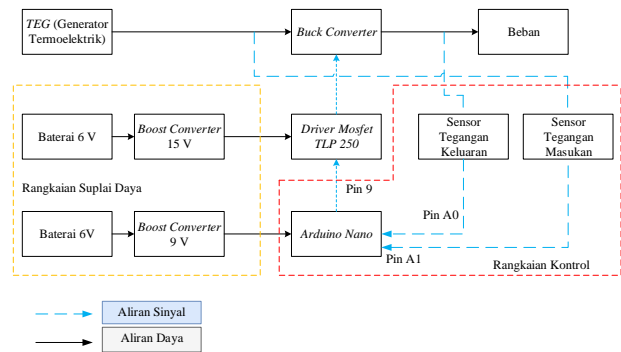 TEG (Generator
Termoelektrik)
Buck Converter
Beban
Baterai 6 V
Boost Converter
15 V
Driver Mosfet
TLP 250
Sensor
Tegangan
Keluaran
Sensor
Tegangan
Masukan
Rangkaian Suplai Daya
Pin 9
Pin A0
Baterai 6V
Boost Converter
9 V
Arduino Nano
Pin A1
Rangkaian Kontrol
Aliran Sinyal
Aliran Daya